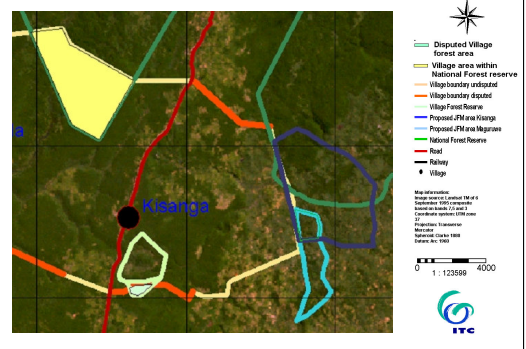 Kisanga
a
Disputed Village
forest area
Village area within
National Forest reserve
Village boundary undisputed
Village boundary disputed
Village Forest Reserve
Proposed JFM area Kisanga
Proposed JFM area Maguruwe
National Forest Reserve
Road
Railway
Village
Map information:
Image source: Landsat TM of 6
September 1995 composite
based on bands 7,5 and 3
Coordinate system: UTM zone
37
Projection: Transverse
Mercator
Spheroid: Clarke 1880
Datum: Arc 1960
0 4000
1 : 123599
ITC